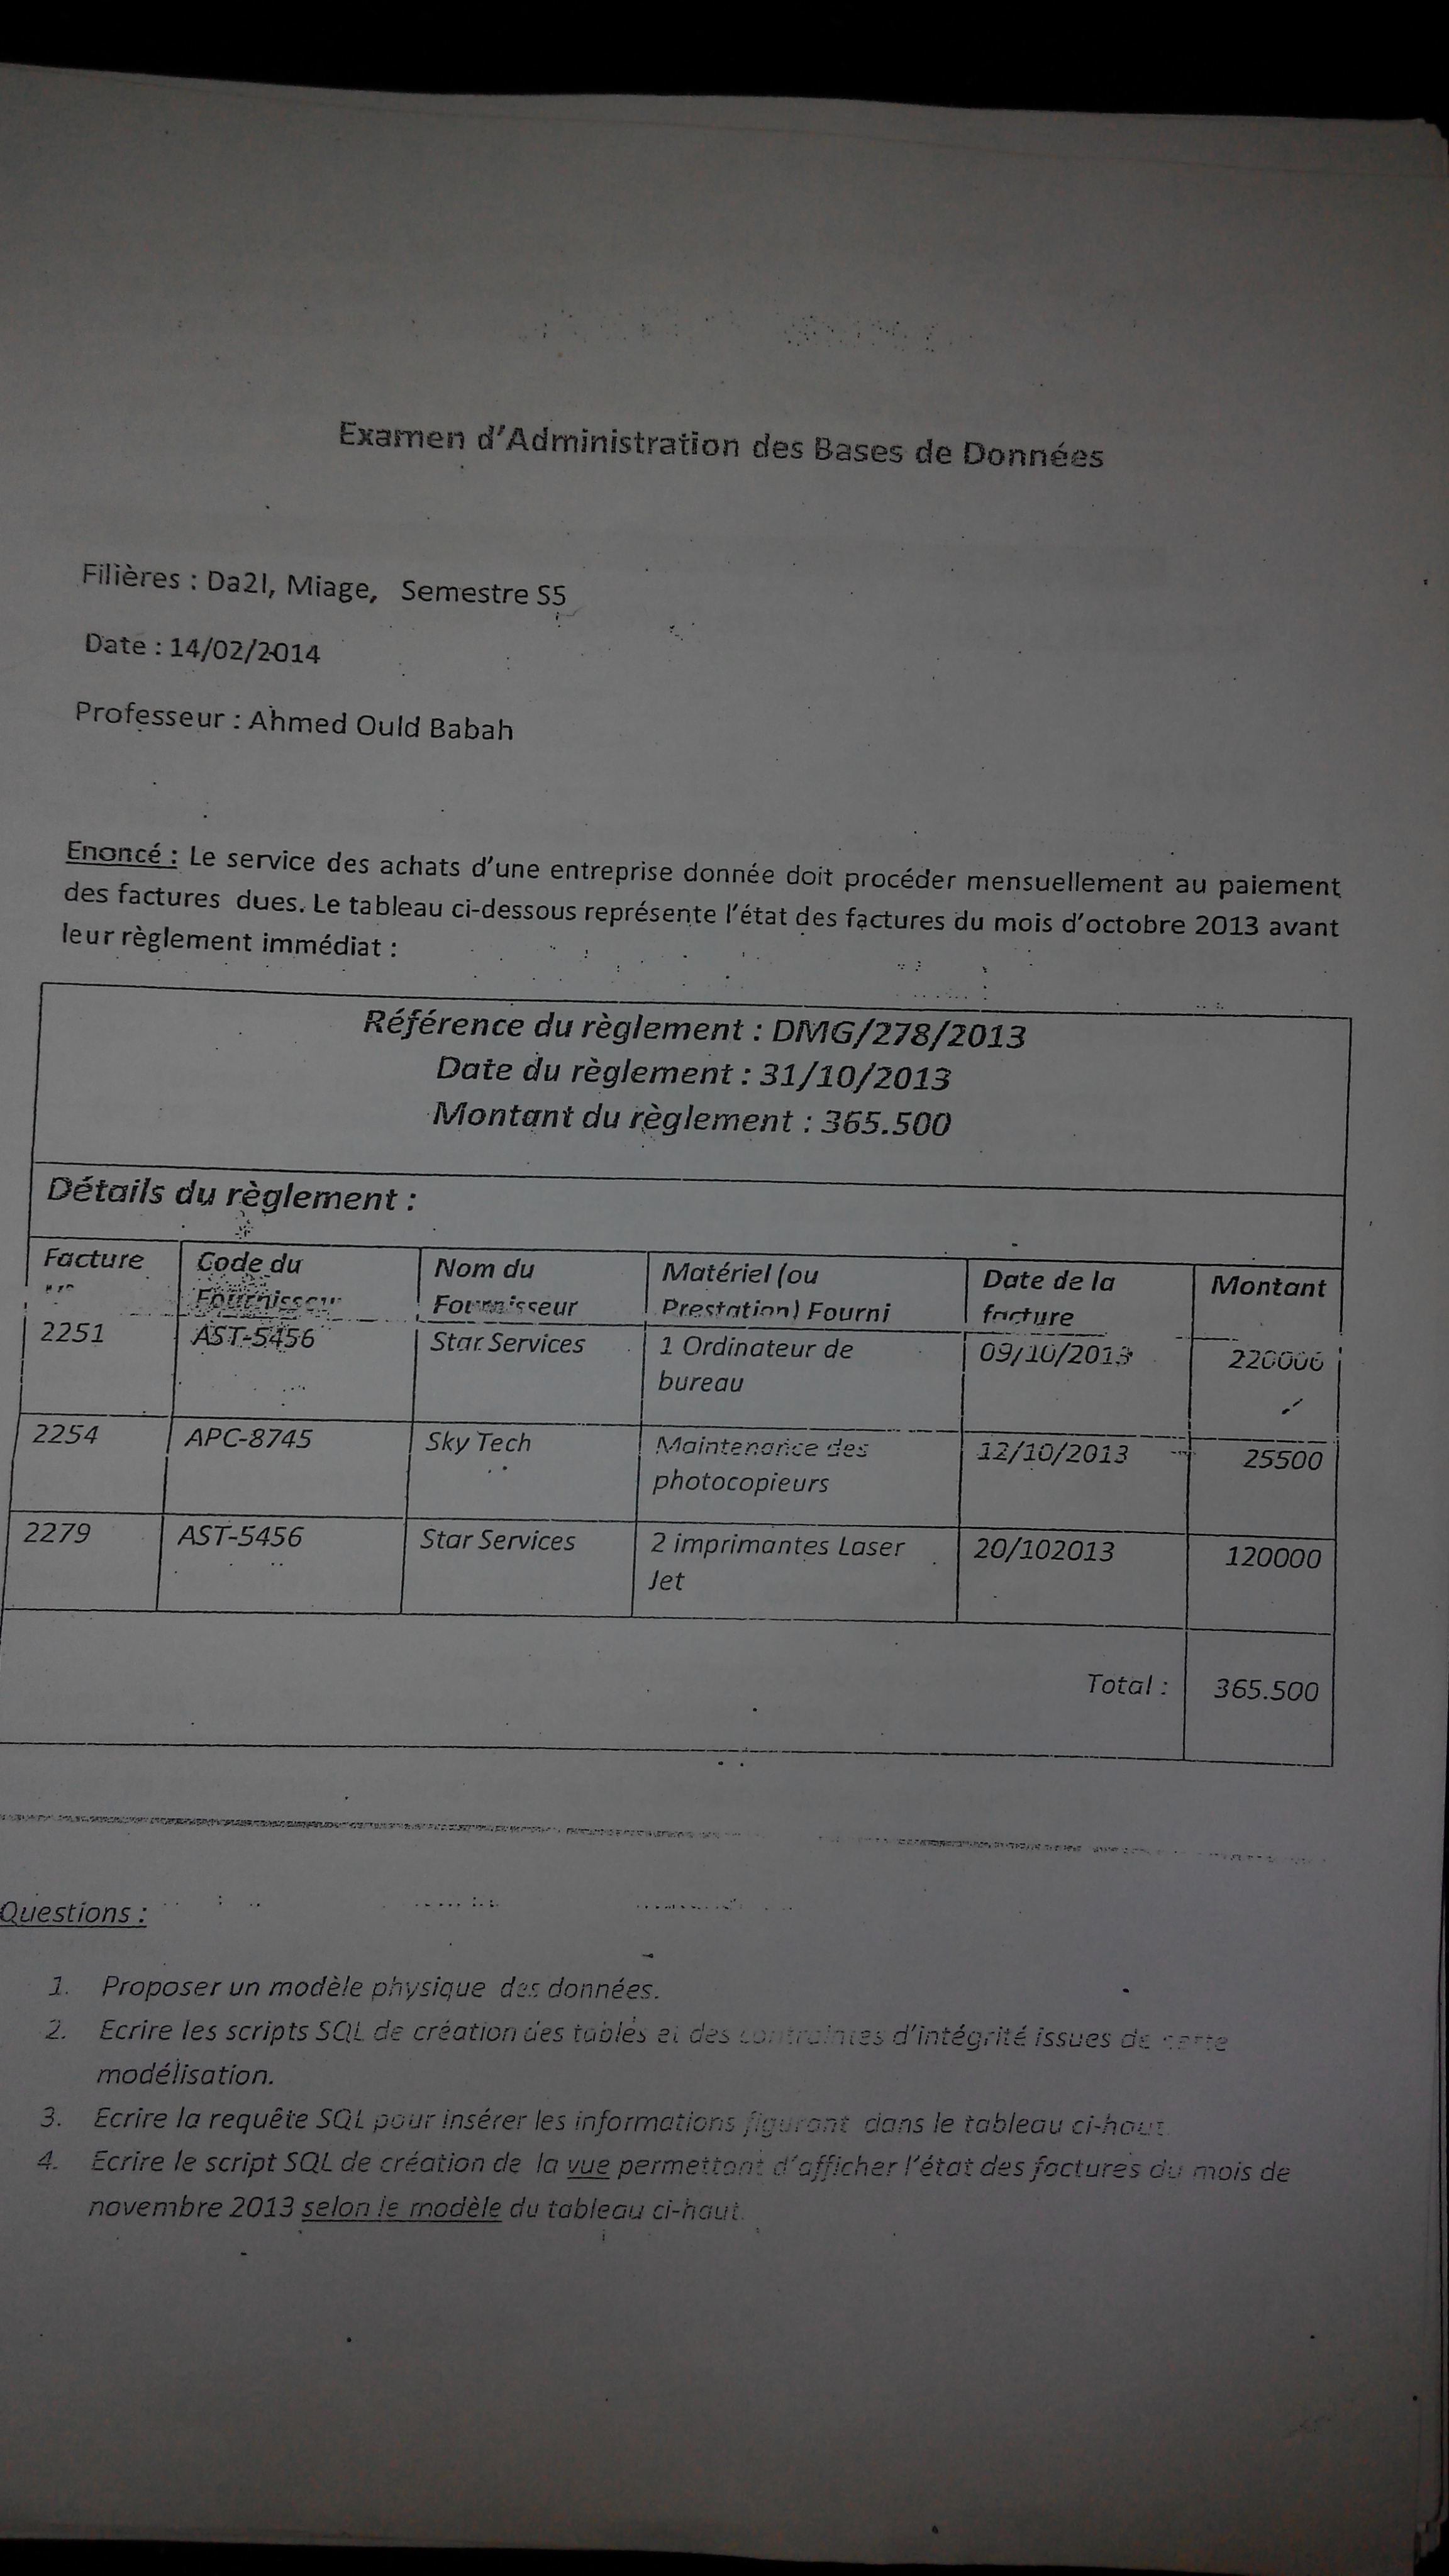 Examen d'Administration des Bases de Données
Filières : Da2I, Miage, Semestre S5
Date : 14/02/2014
Professeur : Ahmed Ould Babah
Enoncé : Le service des achats d'une entreprise donnée doit procéder mensuellement au paiement
des factures dues. Le tableau ci-dessous représente l'état des factures du mois d'octobre 2013 avant
leur règlement immédiat :
Référence du règlement : DMG/278/2013
Date du règlement : 31/10/2013
Montant du règlement : 365.500
Détails du règlement :
Facture Code du Nom du Matériel (ou Date de la Montant
Fournisseur Fournisseur Prestation) Fourni facture
2251 AST-5456 Star Services 1 Ordinateur de 09/10/2013 220000
bureau
2254 APC-8745 Sky Tech Maintenance des 12/10/2013 25500
photocopieurs
2279 AST-5456 Star Services 2 imprimantes Laser 20/102013 120000
Jet
Total : 365.500
Questions :
1. Proposer un modèle physique des données.
2. Ecrire les scripts SQL de création des tables et des contraintes d'intégrité issues de cette
modélisation.
3. Ecrire la requête SQL pour insérer les informations figurant dans le tableau ci-haut.
4. Ecrire le script SQL de création de la vue permettant d'afficher l'état des factures du mois de
novembre 2013 selon le modèle du tableau ci-haut.